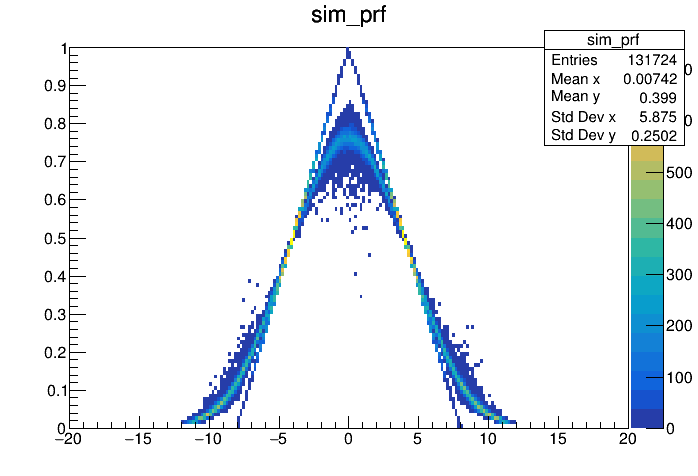 sim_prf
sim_prf
Entries 131724
Mean x 0.00742
Mean y 0.399
Std Dev x 5.875
Std Dev y 0.2502
1
0.9
0.8
0.7
0.6
0.5
0.4
0.3
0.2
0.1
0
−20 −15 −10 −5 0 5 10 15 20
0
0
500
400
300
200
100
0